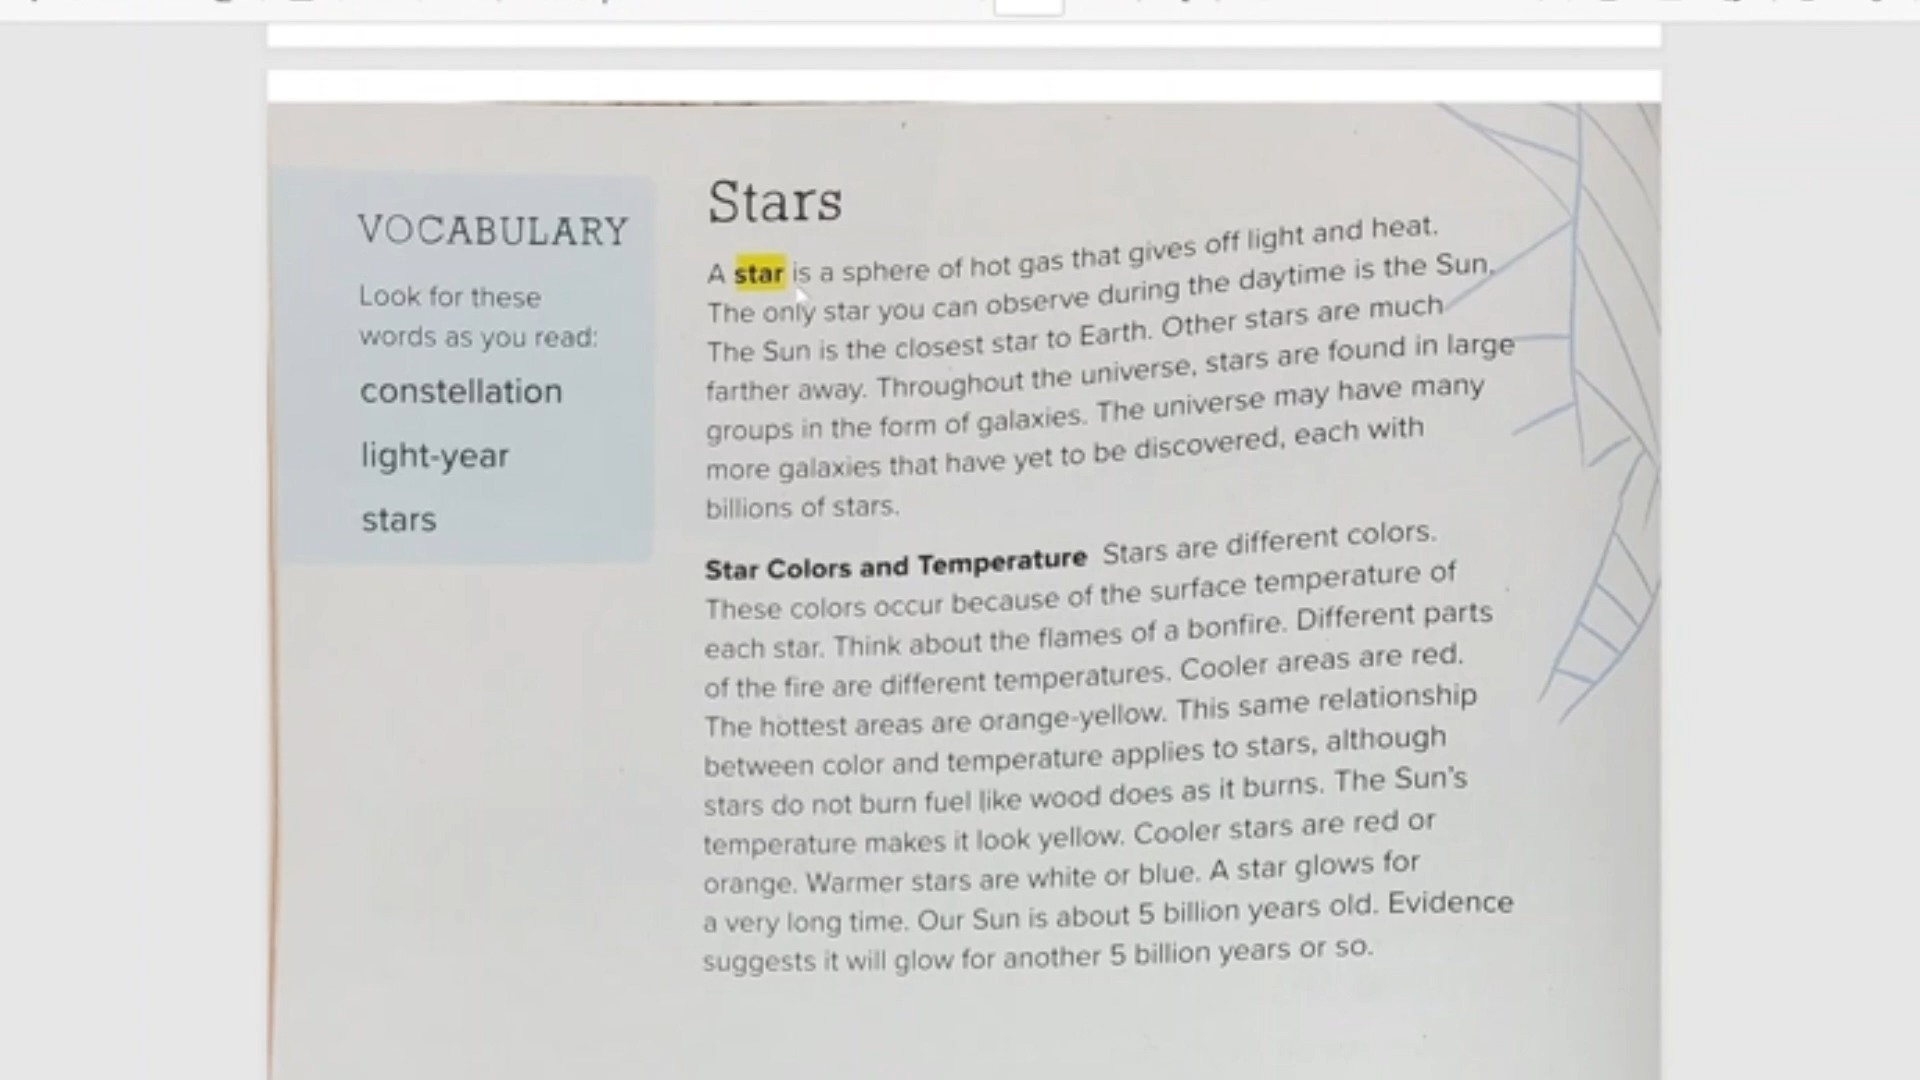 VOCABULARY
Look for these
words as you read:
constellation
light-year
stars
Stars
A star is a sphere of hot gas that gives off light and heat.
The only star you can observe during the daytime is the Sun.
The Sun is the closest star to Earth. Other stars are much
farther away. Throughout the universe, stars are found in large
groups in the form of galaxies. The universe may have many
more galaxies that have yet to be discovered, each with
billions of stars.
Star Colors and Temperature Stars are different colors.
These colors occur because of the surface temperature of
each star. Think about the flames of a bonfire. Different parts
of the fire are different temperatures. Cooler areas are red.
The hottest areas are orange-yellow. This same relationship
between color and temperature applies to stars, although
stars do not burn fuel like wood does as it burns. The Sun's
temperature makes it look yellow. Cooler stars are red or
orange. Warmer stars are white or blue. A star glows for
a very long time. Our Sun is about 5 billion years old. Evidence
suggests it will glow for another 5 billion years or so.